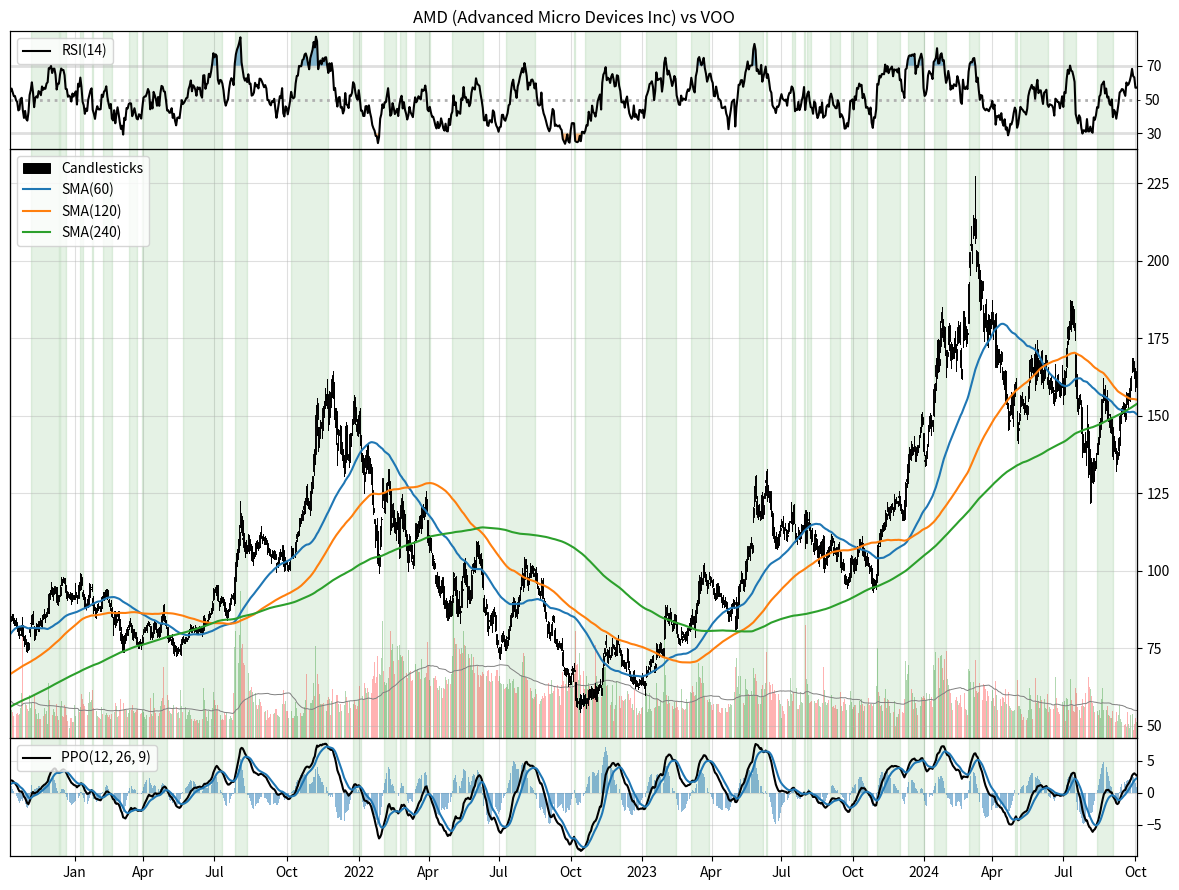 AMD (Advanced Micro Devices Inc) vs VOO
RSI(14)
70
50
30
Candlesticks
SMA(60)
SMA(120)
SMA(240)
225
200
175
150
125
100
75
50
PPO(12, 26, 9)
5
0
−5
Jan Apr Jul Oct 2022 Apr Jul Oct 2023 Apr Jul Oct 2024 Apr Jul Oct